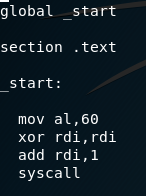 global _start
section .text
_start:
mov al,60
xor rdi,rdi
add rdi,1
syscall